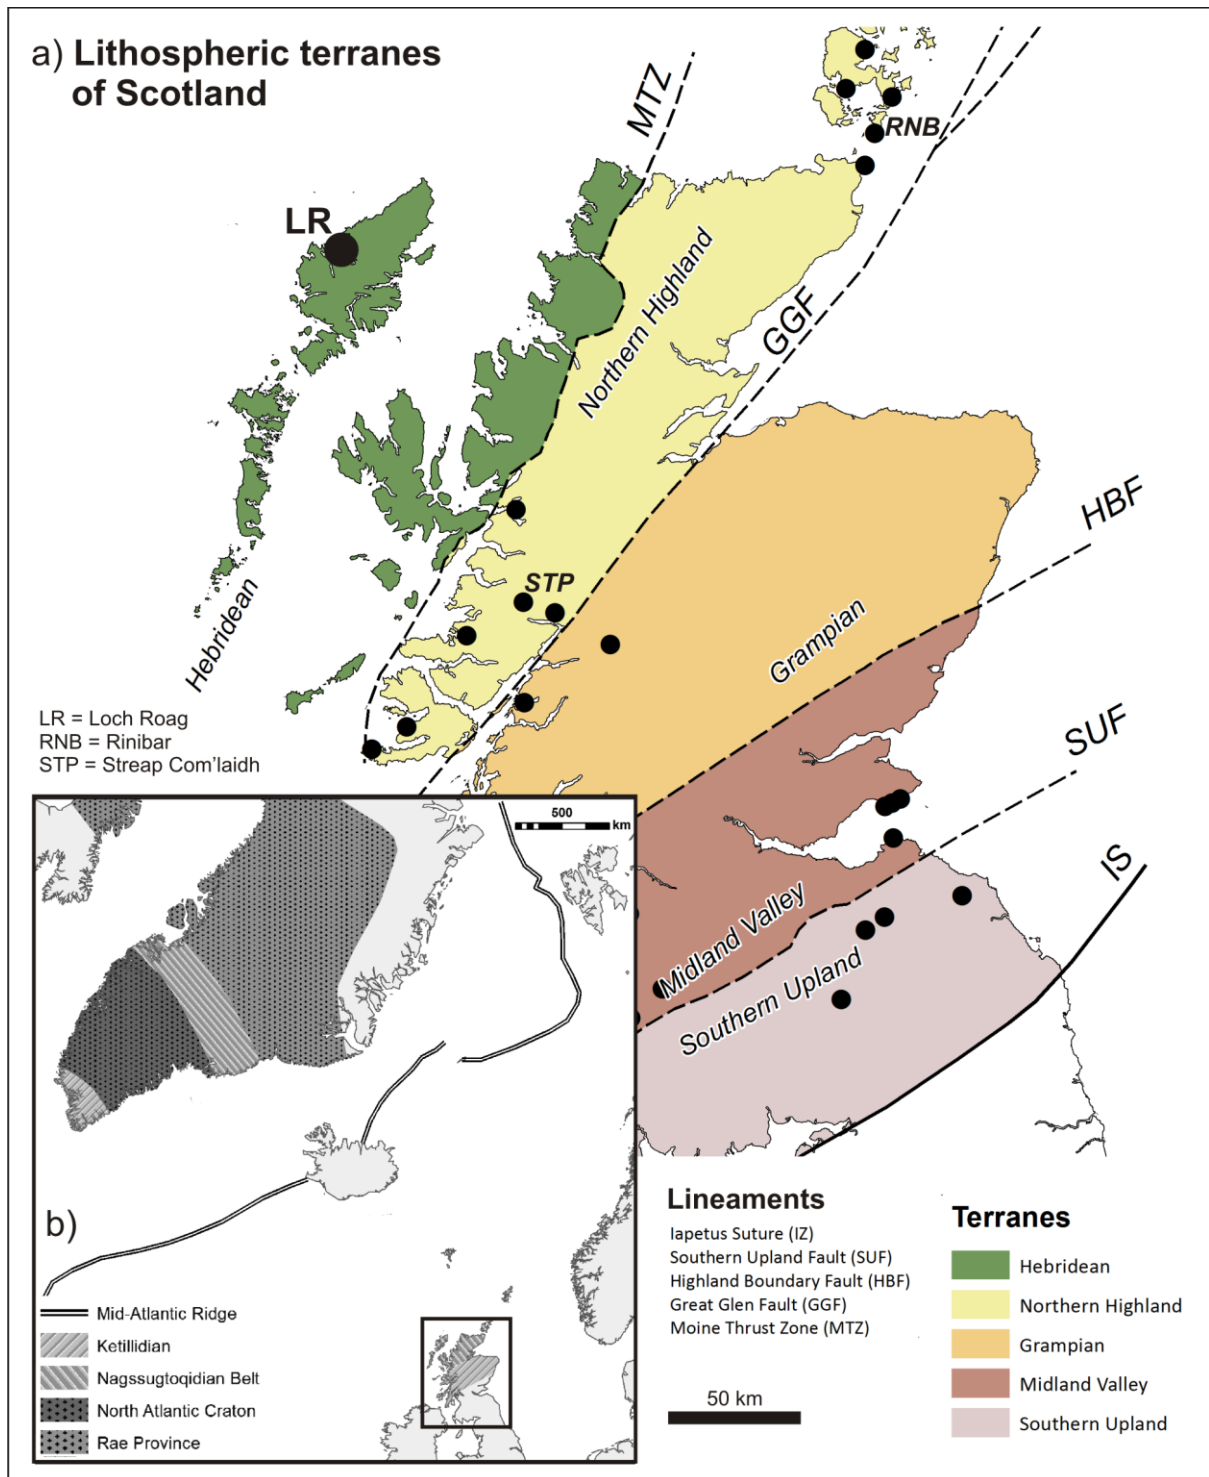 a) Lithospheric terranes
of Scotland
MTZ
RNB
LR
Northern Highland
GGF
HBF
STP
Hebridean
Grampian
LR = Loch Roag
RNB = Rinibar
STP = Streap Com'laidh
SUF
IS
Midland Valley
Southern Upland
500
km
b)
Mid-Atlantic Ridge
Ketillidian
Nagssugtoqidian Belt
North Atlantic Craton
Rae Province
Lineaments
Iapetus Suture (IZ)
Southern Upland Fault (SUF)
Highland Boundary Fault (HBF)
Great Glen Fault (GGF)
Moine Thrust Zone (MTZ)
50 km
Terranes
Hebridean
Northern Highland
Grampian
Midland Valley
Southern Upland